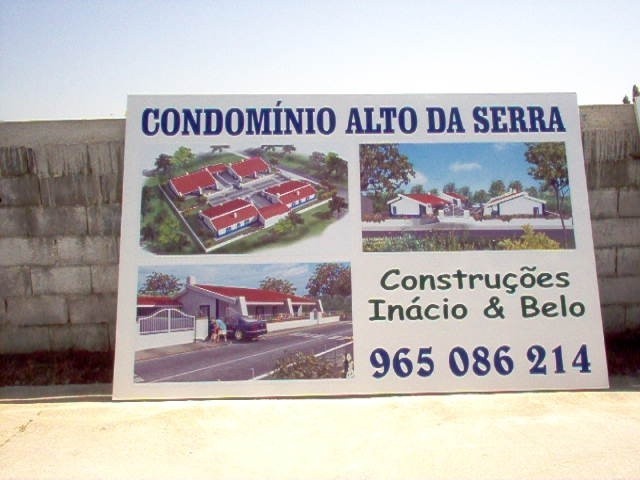 CONDOMÍNIO ALTO DA SERRA
Construções
Inácio & Belo
965 086 214